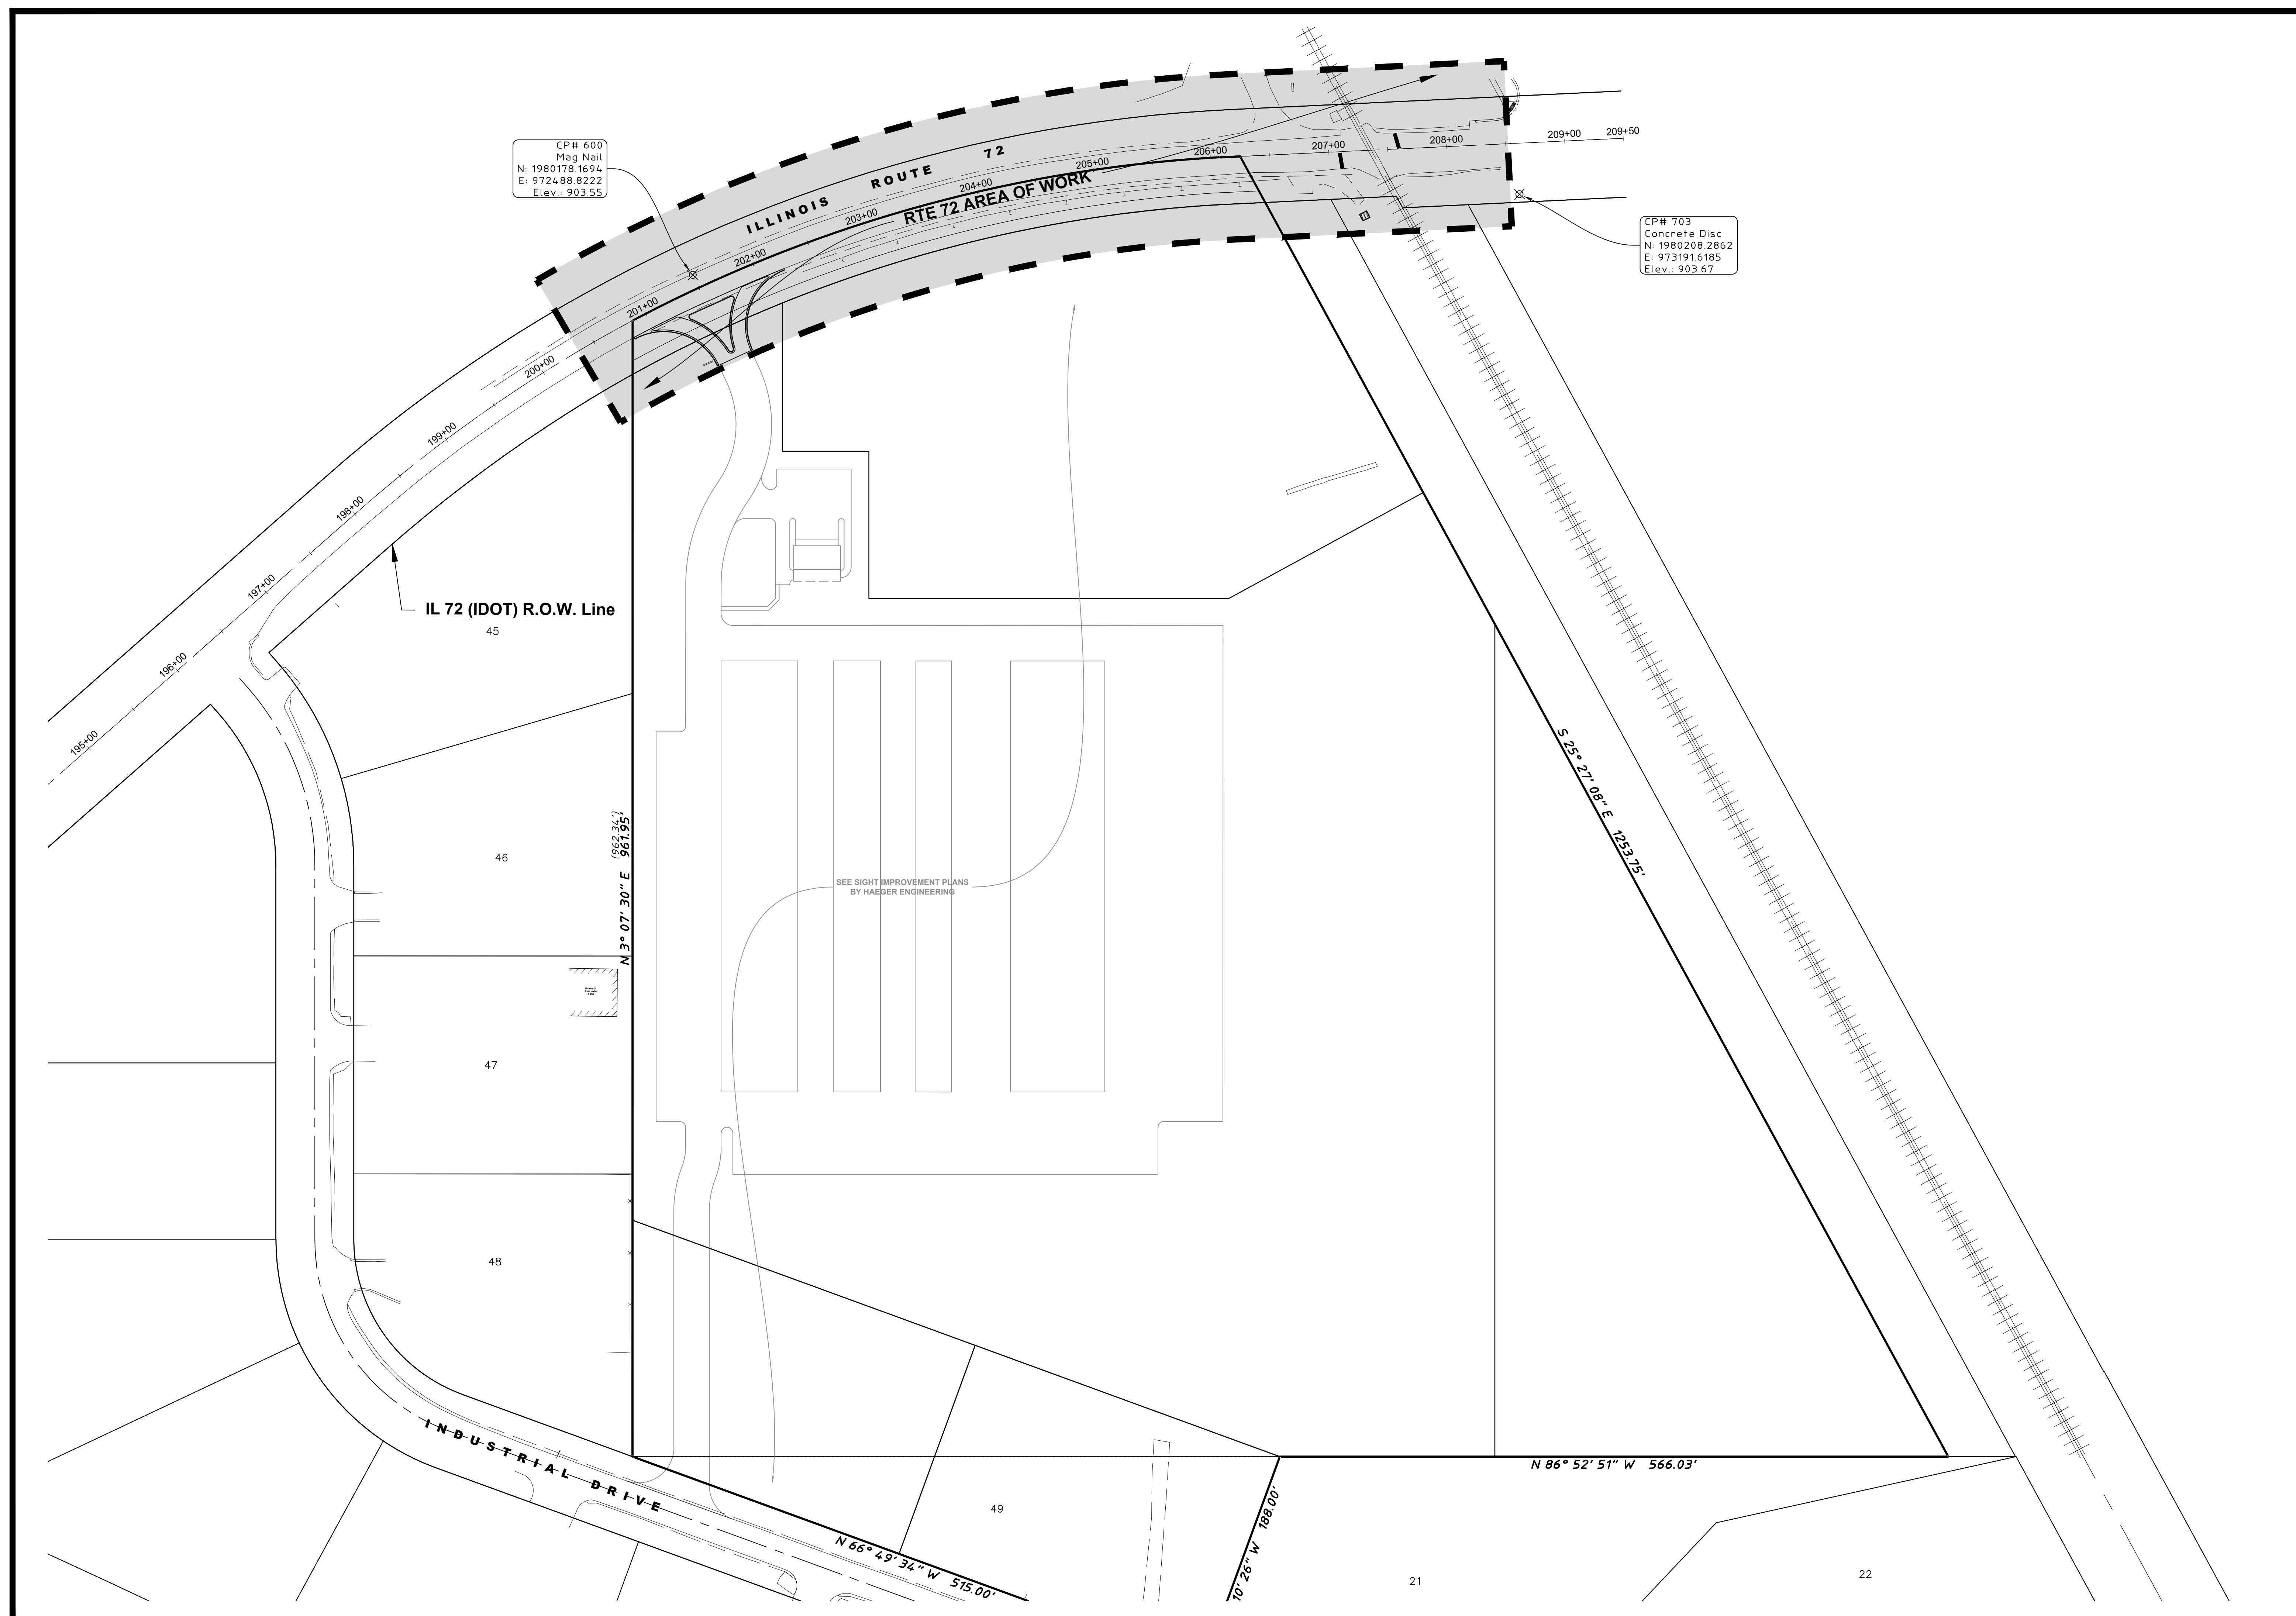 CP# 600
Mag Nail
N: 1980178.1694
E: 972488.8222
Elev.: 903.55
ILLINOIS ROUTE 72
RTE 72 AREA OF WORK
195+00
196+00
197+00
198+00
199+00
200+00
201+00
202+00
203+00
204+00
205+00
206+00
207+00
208+00
209+00
209+50
CP# 703
Concrete Disc
N: 1980208.2862
E: 973191.6185
Elev.: 903.67
IL 72 (IDOT) R.O.W. Line
45
46
47
48
49
21
22
(962.34')
N 3° 07' 30" E 961.95'
S 25° 27' 08" E 1253.75'
SEE SIGHT IMPROVEMENT PLANS
BY HAEGER ENGINEERING
N 86° 52' 51" W 566.03'
10' 26" W 188.00'
N 66° 49' 34" W 515.00'
INDUSTRIAL DRIVE